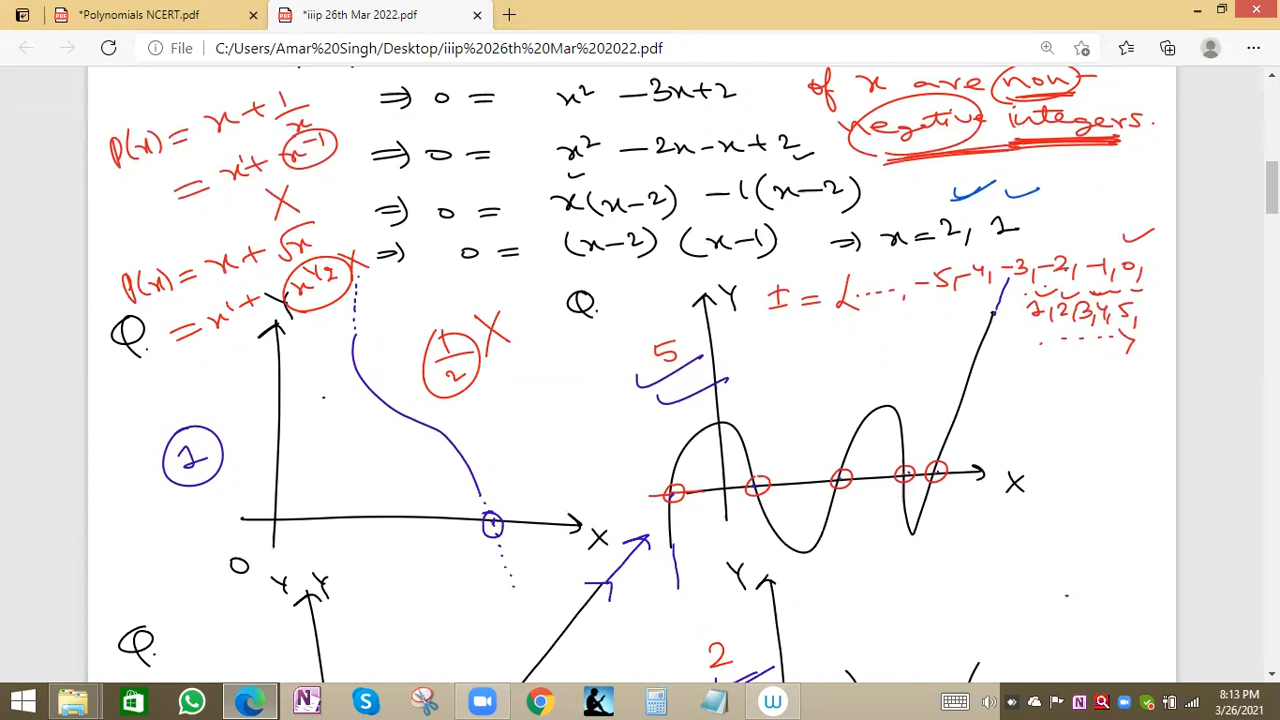 *Polynomials NCERT.pdf
*iiip 26th Mar 2022.pdf
File
C:/Users/Amar%20Singh/Desktop/iiip%2026th%20Mar%202022.pdf
of x are non-
negative integers.
P(x) = x + 1/x
= x¹ + x⁻¹
X
⇒ 0 = x² - 3x + 2
⇒ 0 = x² - 2x - x + 2
⇒ 0 = x(x-2) - 1(x-2)
⇒ 0 = (x-2) (x-1) ⇒ x = 2, 1
P(x) = x + √x
= x¹ + x^1/2 X
I = {....., -5, -4, -3, -2, -1, 0,
1, 2, 3, 4, 5,
......}
Q.
Y
1/2 X
1
X
O
Q.
Y
5
X
Q.
Y Y
Y
2
8:13 PM
3/26/2021